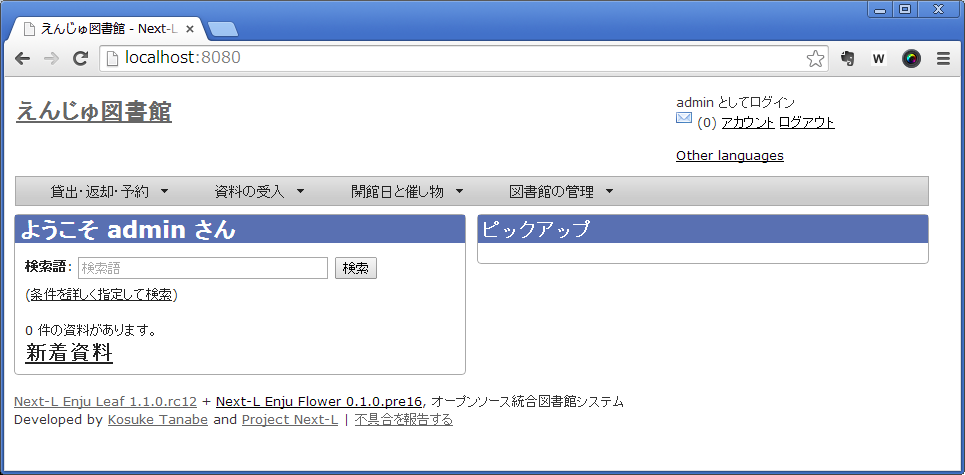 えんじゅ図書館 - Next-L
localhost:8080
W
えんじゅ図書館
admin としてログイン
(0) アカウント ログアウト
Other languages
貸出・返却・予約 資料の受入 開館日と催し物 図書館の管理
ようこそ admin さん
ピックアップ
検索語: 検索語 検索
(条件を詳しく指定して検索)
0 件の資料があります。
新着資料
Next-L Enju Leaf 1.1.0.rc12 + Next-L Enju Flower 0.1.0.pre16, オープンソース統合図書館システム
Developed by Kosuke Tanabe and Project Next-L | 不具合を報告する